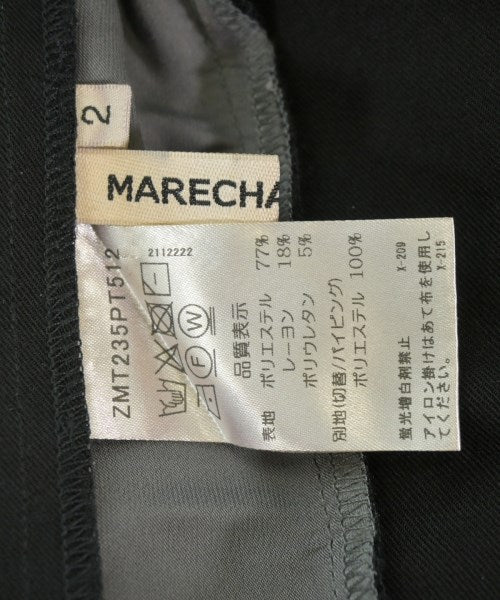 2
MARECHA
ZMT235PT512
2112222
F W
品質表示
表地 ポリエステル 77%
レーヨン 18%
ポリウレタン 5%
別地(切替/パイピング)
ポリエステル 100%
X-209
X-215
蛍光増白剤禁止
アイロン掛けはあて布を使用し
てください。